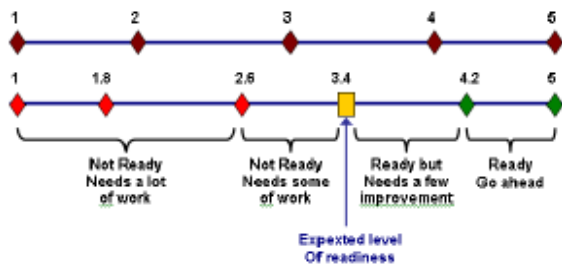 1 2 3 4 5
1 1.8 2.6 3.4 4.2 5
Not Ready
Needs a lot
of work
Not Ready
Needs some
of work
Ready but
Needs a few
improvement
Ready
Go ahead
Expexted level
Of readiness